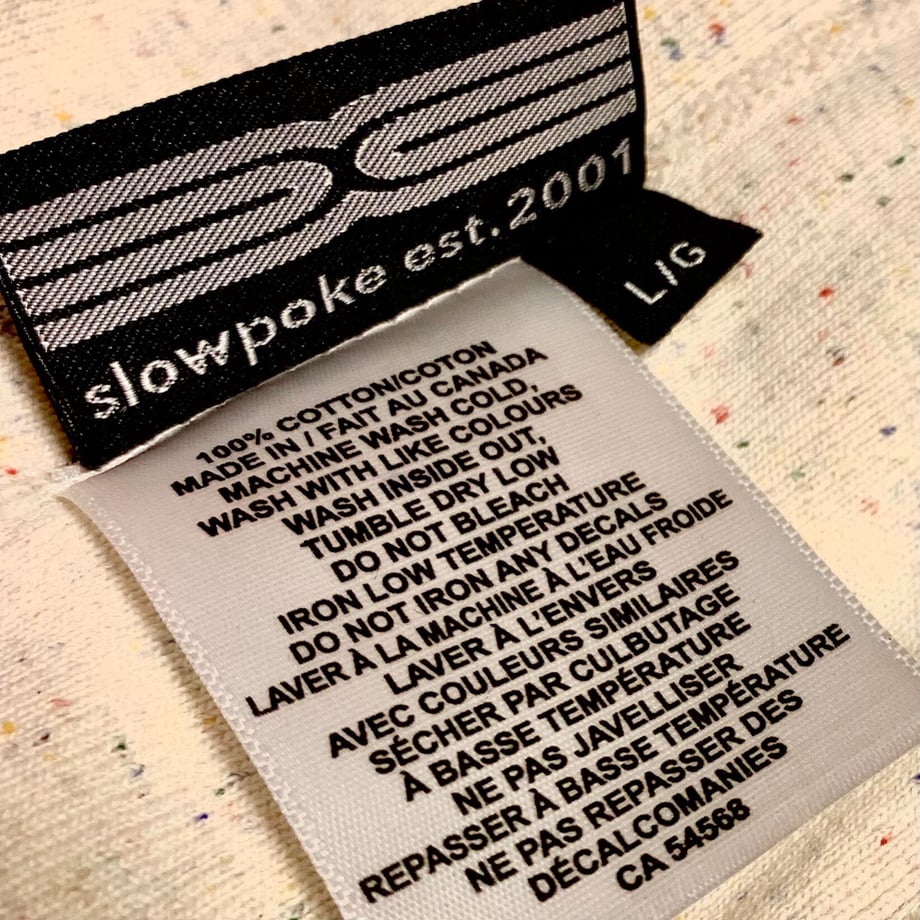 slowpoke est.2001
L/G
100% COTTON/COTON
MADE IN / FAIT AU CANADA
MACHINE WASH COLD,
WASH WITH LIKE COLOURS
WASH INSIDE OUT,
TUMBLE DRY LOW
DO NOT BLEACH
IRON LOW TEMPERATURE
DO NOT IRON ANY DECALS
LAVER À LA MACHINE À L'EAU FROIDE
LAVER À L'ENVERS
AVEC COULEURS SIMILAIRES
SÉCHER PAR CULBUTAGE
À BASSE TEMPÉRATURE
NE PAS JAVELLISER
REPASSER À BASSE TEMPÉRATURE
NE PAS REPASSER DES
DÉCALCOMANIES
CA 54568